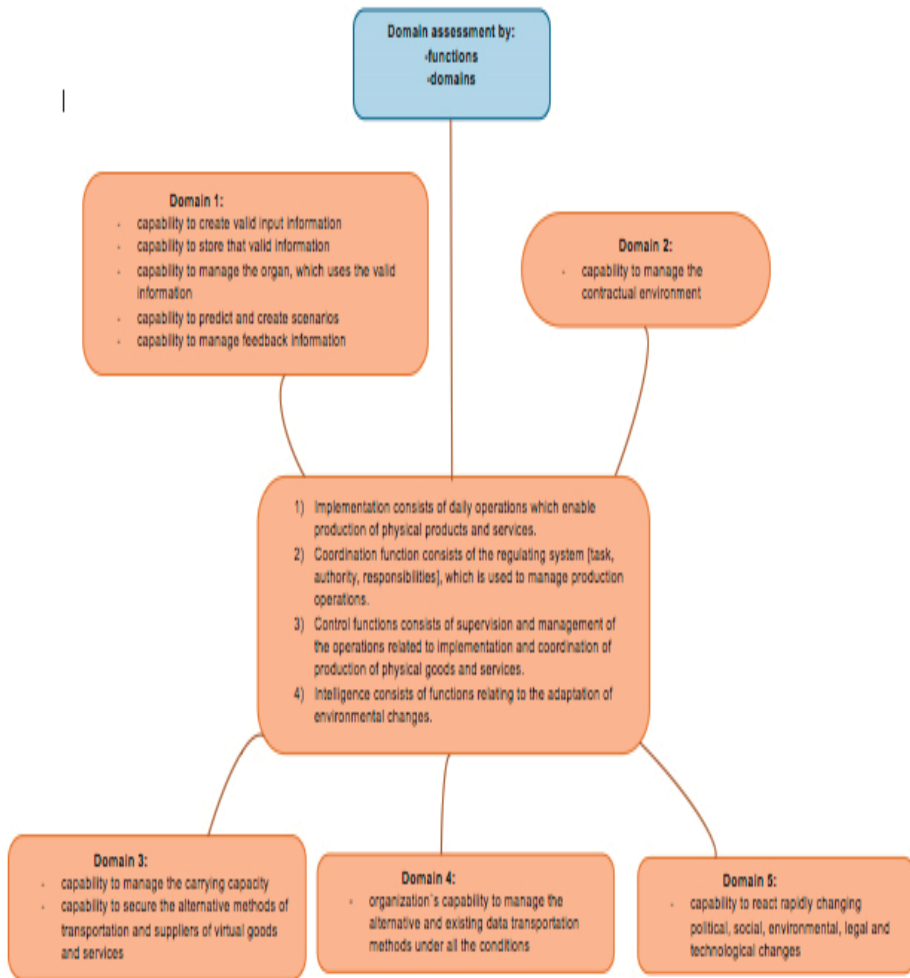 Domain assessment by:
-functions
-domains
Domain 1:
- capability to create valid input information
- capability to store that valid information
- capability to manage the organ, which uses the valid
information
- capability to predict and create scenarios
- capability to manage feedback information
Domain 2:
- capability to manage the
contractual environment
1) Implementation consists of daily operations which enable
production of physical products and services.
2) Coordination function consists of the regulating system [task,
authority, responsibilities], which is used to manage production
operations.
3) Control functions consists of supervision and management of
the operations related to implementation and coordination of
production of physical goods and services.
4) Intelligence consists of functions relating to the adaptation of
environmental changes.
Domain 3:
- capability to manage the carrying capacity
- capability to secure the alternative methods of
transportation and suppliers of virtual goods
and services
Domain 4:
- organization`s capability to manage the
alternative and existing data transportation
methods under all the conditions
Domain 5:
- capability to react rapidly changing
political, social, environmental, legal and
technological changes